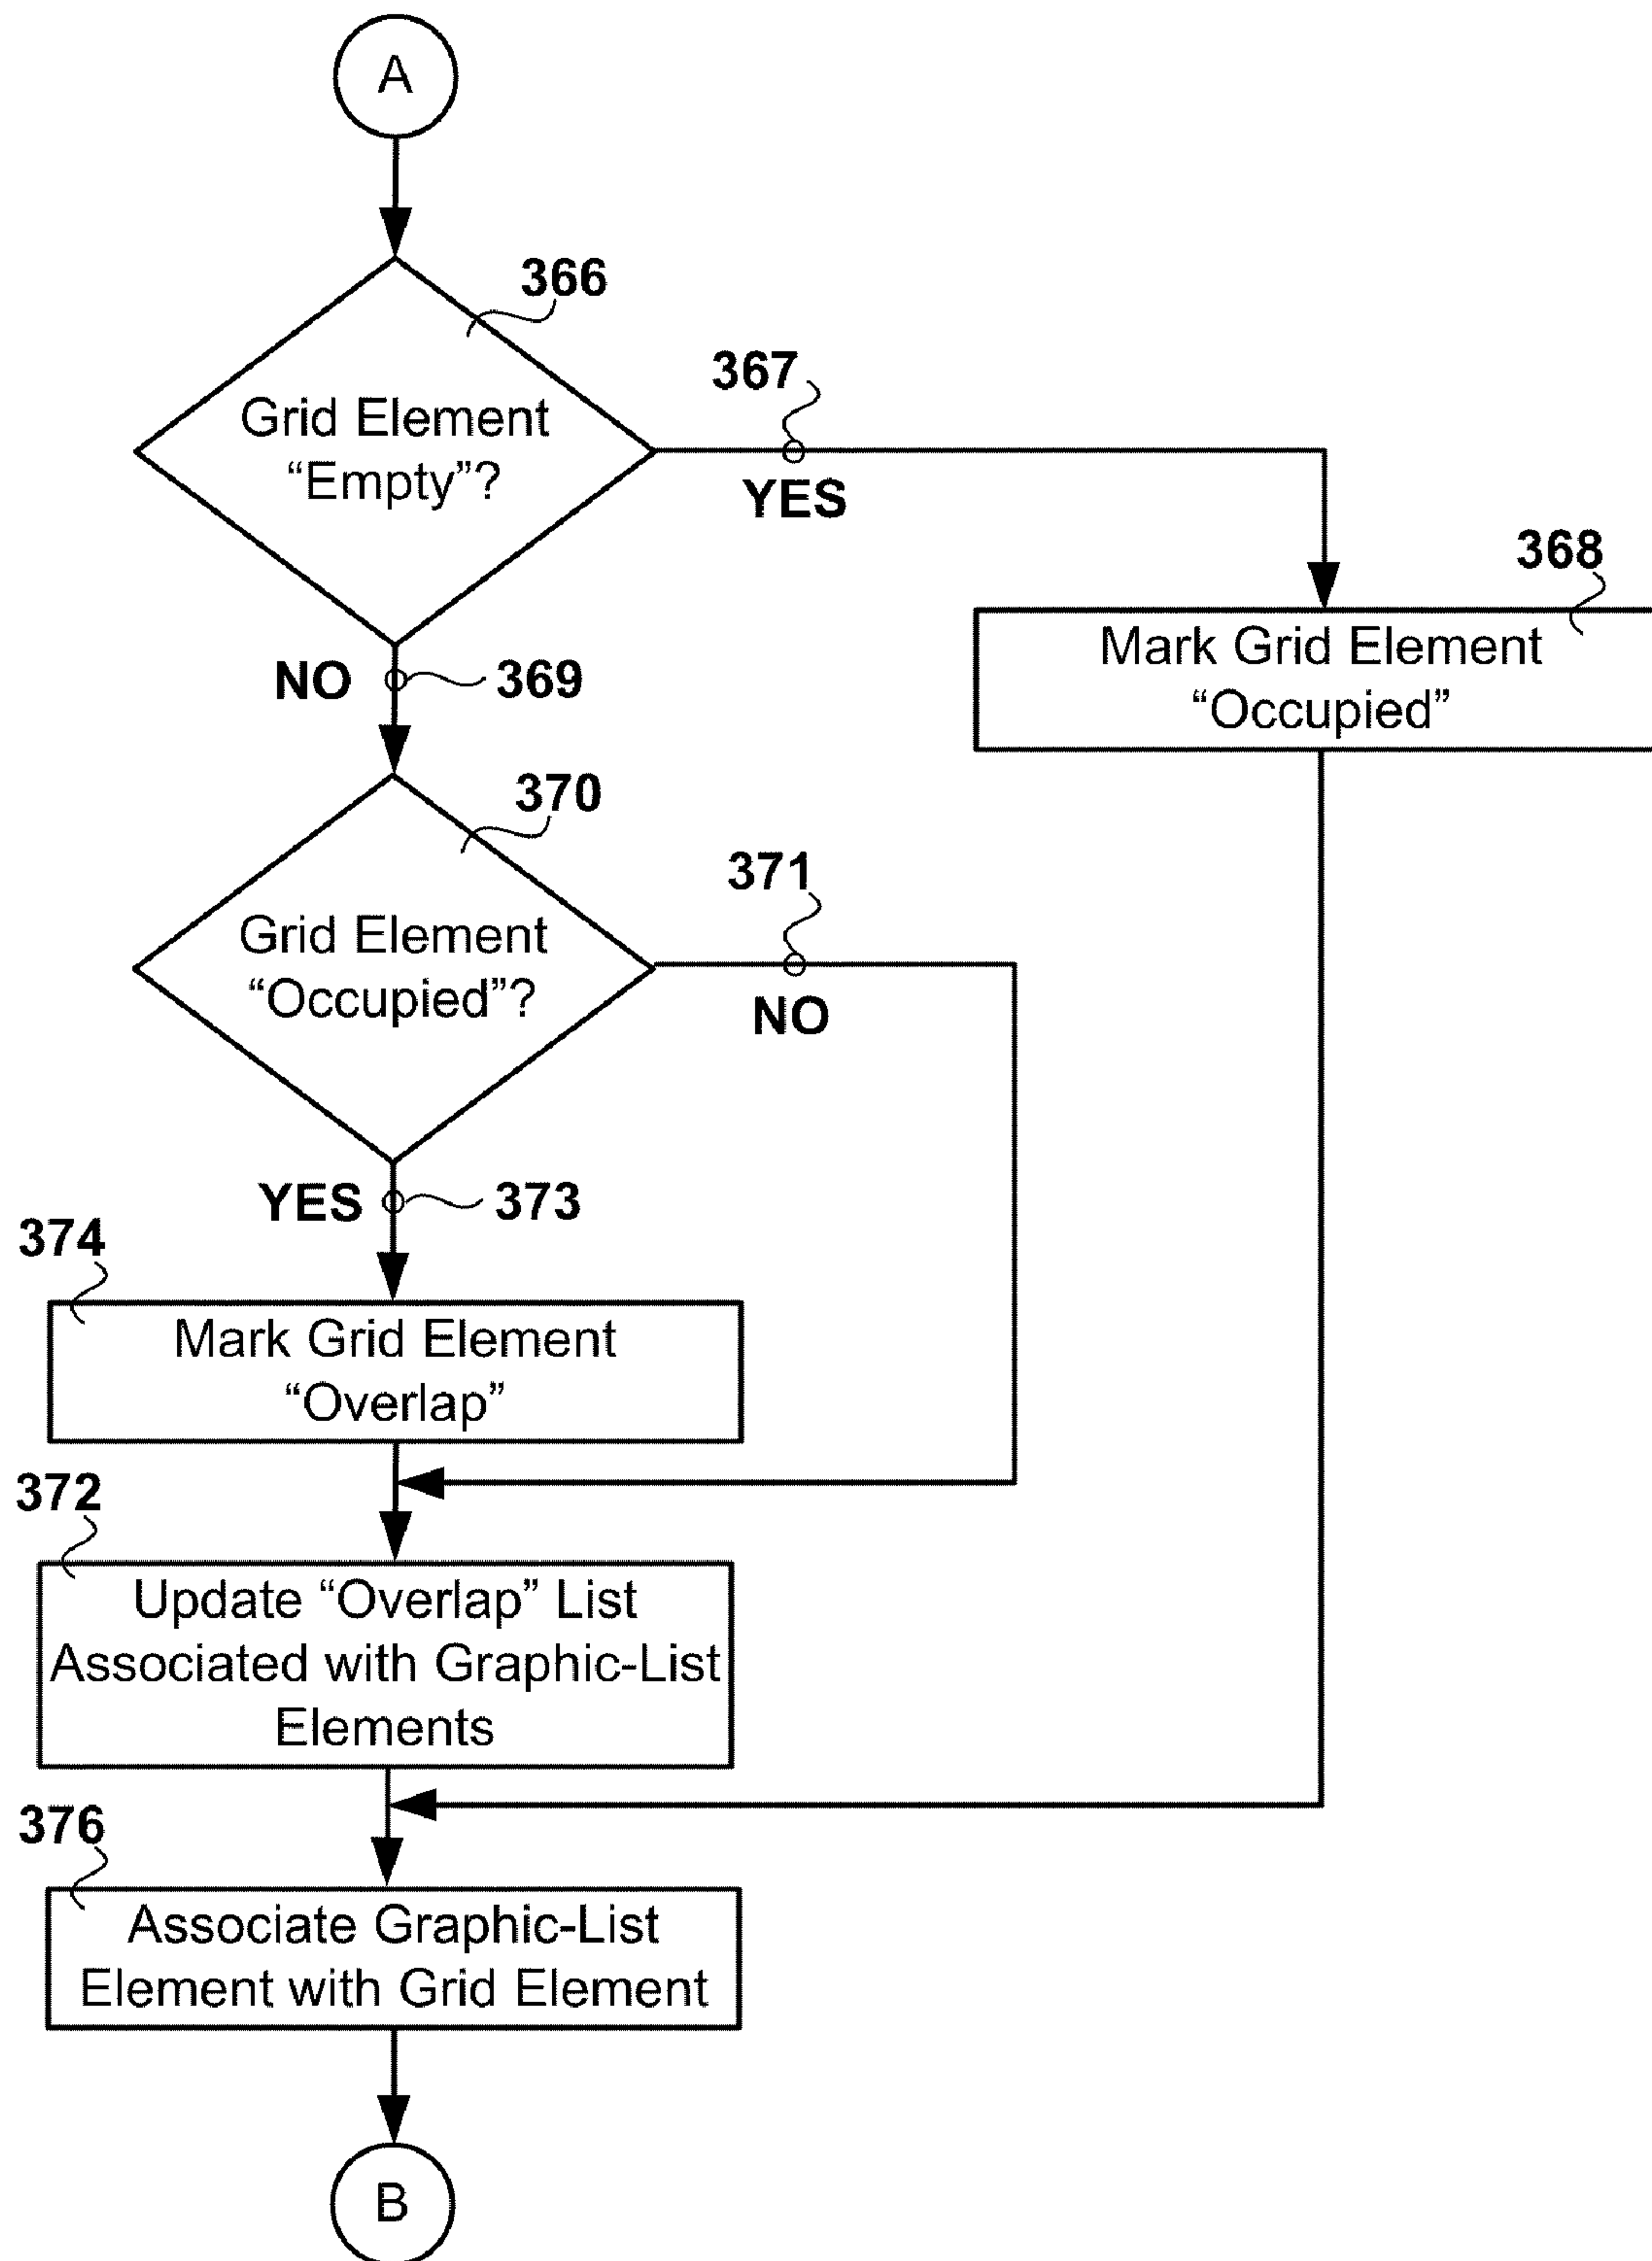 A
366
Grid Element
“Empty”?
367
YES
368
Mark Grid Element
“Occupied”
NO
369
370
Grid Element
“Occupied”?
371
NO
YES
373
374
Mark Grid Element
“Overlap”
372
Update “Overlap” List
Associated with Graphic-List
Elements
376
Associate Graphic-List
Element with Grid Element
B